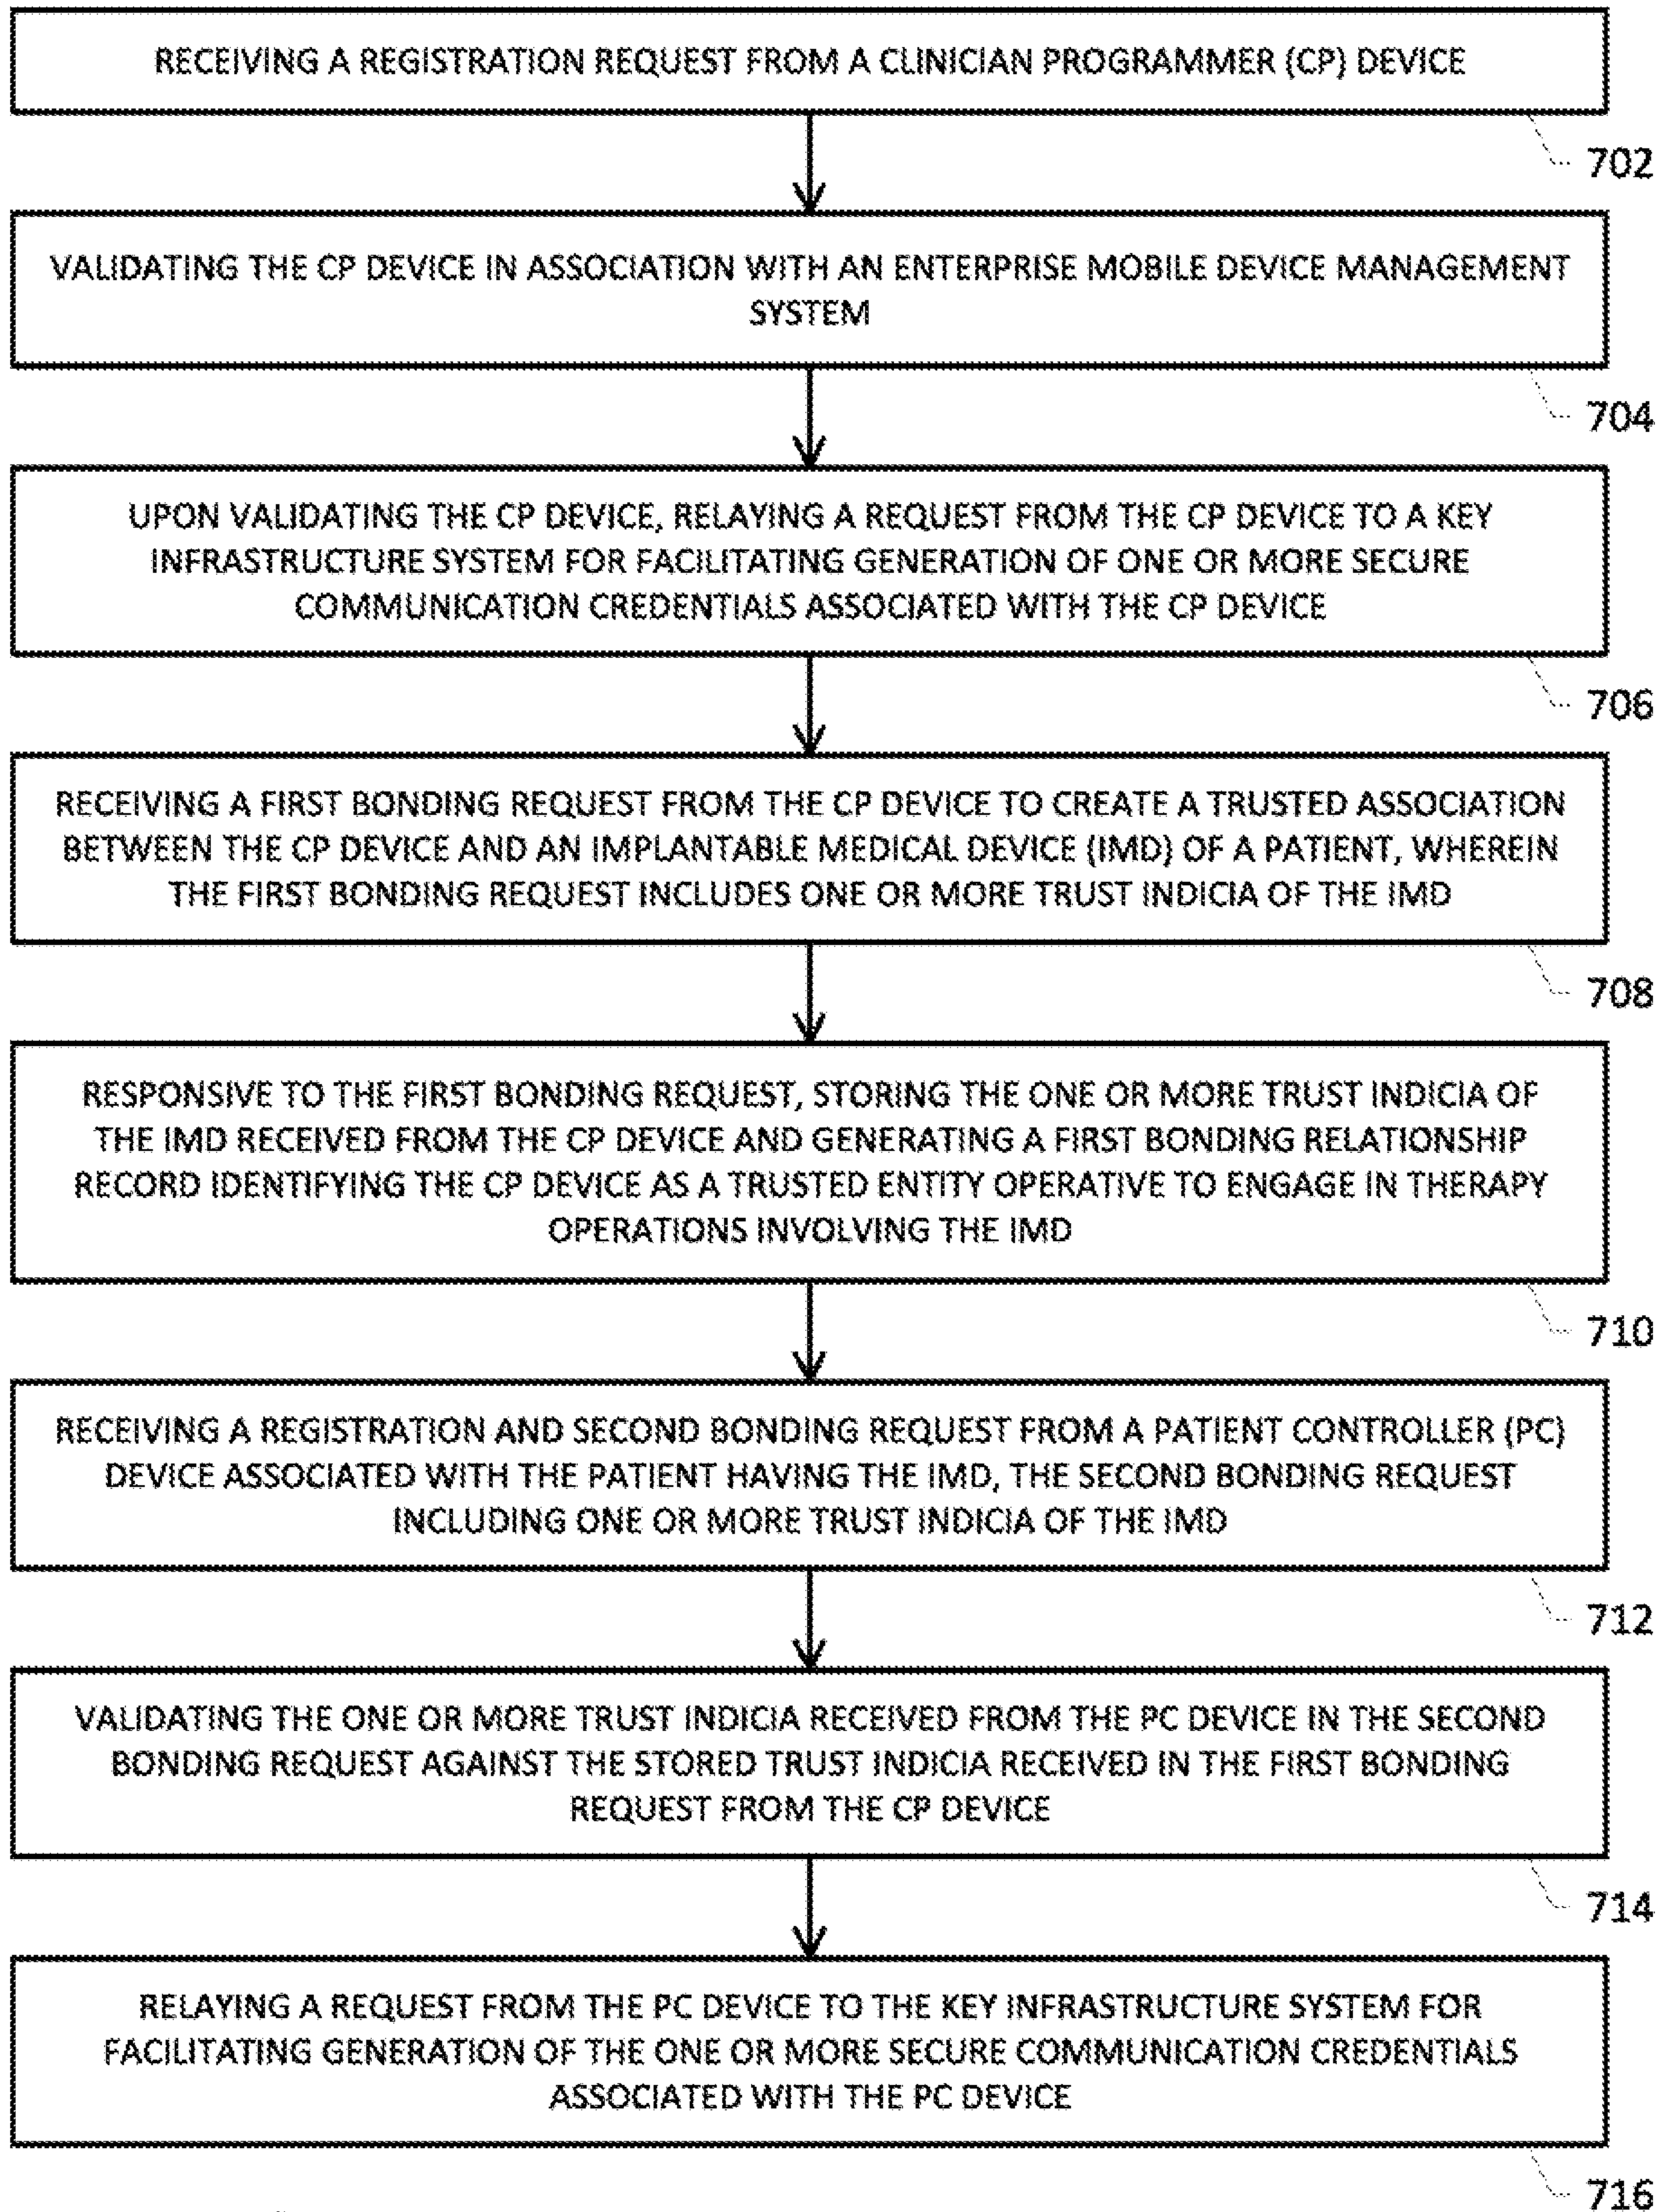 RECEIVING A REGISTRATION REQUEST FROM A CLINICIAN PROGRAMMER (CP) DEVICE
702
VALIDATING THE CP DEVICE IN ASSOCIATION WITH AN ENTERPRISE MOBILE DEVICE MANAGEMENT
SYSTEM
704
UPON VALIDATING THE CP DEVICE, RELAYING A REQUEST FROM THE CP DEVICE TO A KEY
INFRASTRUCTURE SYSTEM FOR FACILITATING GENERATION OF ONE OR MORE SECURE
COMMUNICATION CREDENTIALS ASSOCIATED WITH THE CP DEVICE
706
RECEIVING A FIRST BONDING REQUEST FROM THE CP DEVICE TO CREATE A TRUSTED ASSOCIATION
BETWEEN THE CP DEVICE AND AN IMPLANTABLE MEDICAL DEVICE (IMD) OF A PATIENT, WHEREIN
THE FIRST BONDING REQUEST INCLUDES ONE OR MORE TRUST INDICIA OF THE IMD
708
RESPONSIVE TO THE FIRST BONDING REQUEST, STORING THE ONE OR MORE TRUST INDICIA OF
THE IMD RECEIVED FROM THE CP DEVICE AND GENERATING A FIRST BONDING RELATIONSHIP
RECORD IDENTIFYING THE CP DEVICE AS A TRUSTED ENTITY OPERATIVE TO ENGAGE IN THERAPY
OPERATIONS INVOLVING THE IMD
710
RECEIVING A REGISTRATION AND SECOND BONDING REQUEST FROM A PATIENT CONTROLLER (PC)
DEVICE ASSOCIATED WITH THE PATIENT HAVING THE IMD, THE SECOND BONDING REQUEST
INCLUDING ONE OR MORE TRUST INDICIA OF THE IMD
712
VALIDATING THE ONE OR MORE TRUST INDICIA RECEIVED FROM THE PC DEVICE IN THE SECOND
BONDING REQUEST AGAINST THE STORED TRUST INDICIA RECEIVED IN THE FIRST BONDING
REQUEST FROM THE CP DEVICE
714
RELAYING A REQUEST FROM THE PC DEVICE TO THE KEY INFRASTRUCTURE SYSTEM FOR
FACILITATING GENERATION OF THE ONE OR MORE SECURE COMMUNICATION CREDENTIALS
ASSOCIATED WITH THE PC DEVICE
716